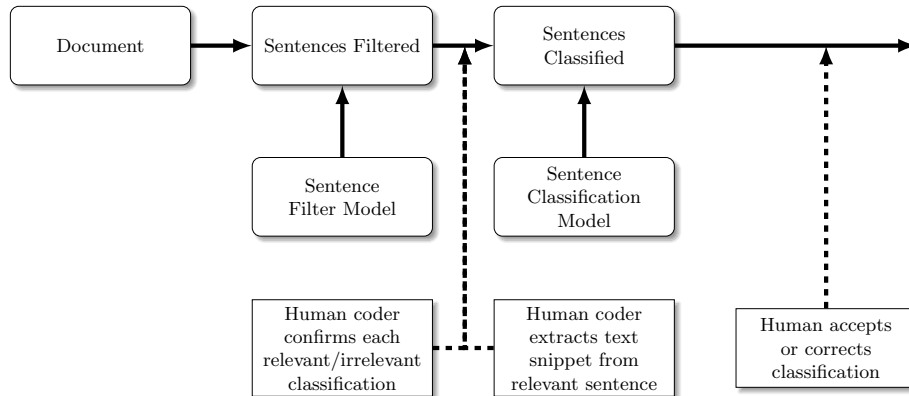 Document
Sentences Filtered
Sentences
Classified
Sentence
Filter Model
Sentence
Classification
Model
Human coder
confirms each
relevant/irrelevant
classification
Human coder
extracts text
snippet from
relevant sentence
Human accepts
or corrects
classification